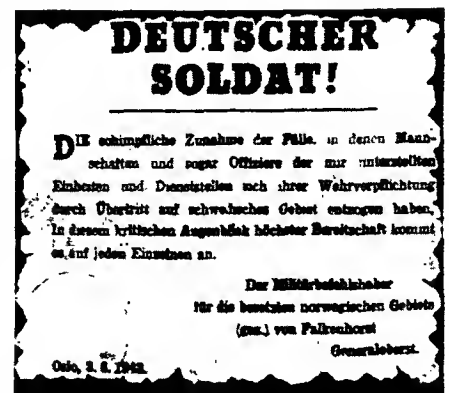 DEUTSCHER
SOLDAT!
DIE schimpfliche Zunahme der Fälle, in denen Mann-
schaften und sogar Offiziere der mir unterstellten
Einheiten und Dienststellen sich ihrer Wehrverpflichtung
durch Übertritt auf schwedisches Gebiet entzogen haben,
In diesem kritischen Augenblick höchster Bereitschaft kommt
es auf jeden Einzelnen an.
Der Militärbefehlshaber
für die besetzten norwegischen Gebiete
(gez.) von Falkenhorst
Generaloberst.
Oslo,